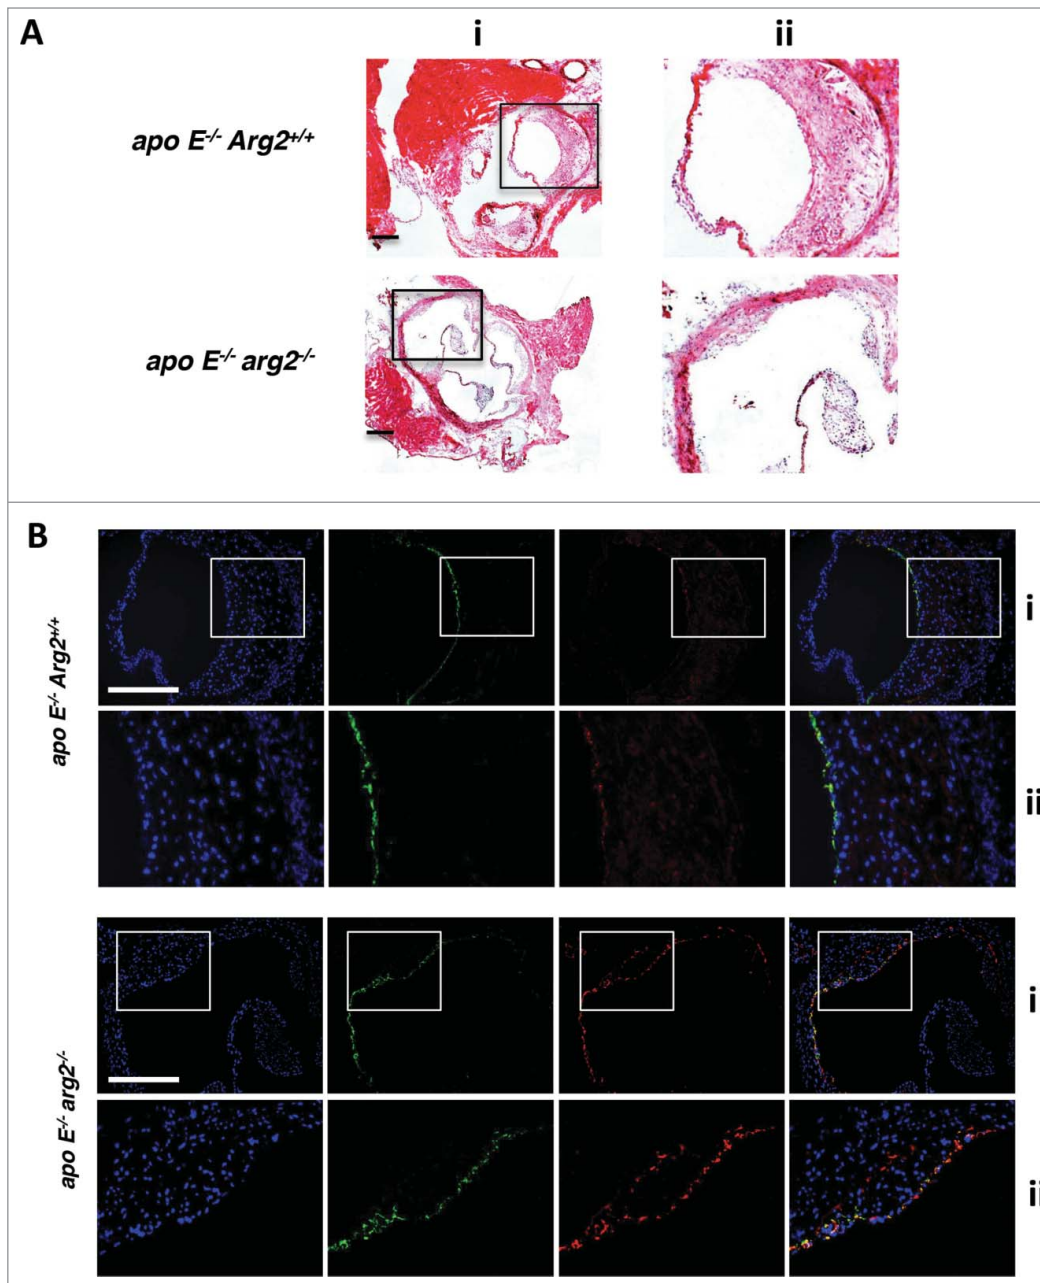 A
i ii
apo E-/- Arg2+/+
apo E-/- arg2-/-
B
apo E-/- Arg2+/+
i
ii
apo E-/- arg2-/-
i
ii